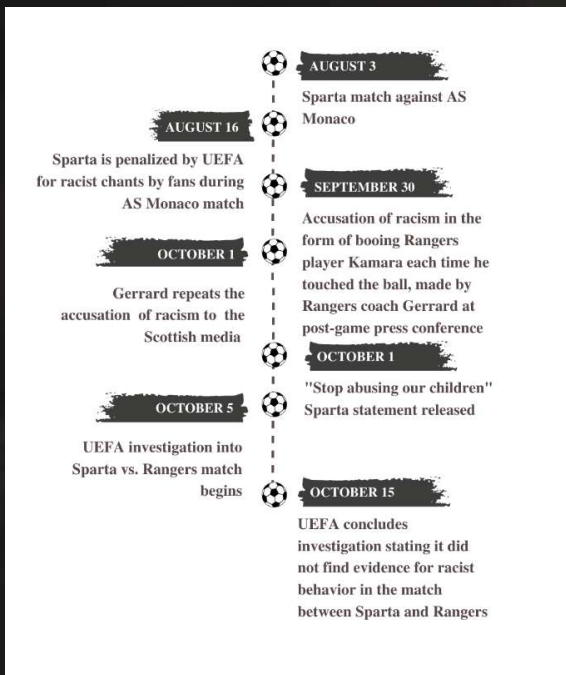 AUGUST 3
Sparta match against AS
Monaco
AUGUST 16
Sparta is penalized by UEFA
for racist chants by fans during
AS Monaco match
SEPTEMBER 30
Accusation of racism in the
form of booing Rangers
player Kamara each time he
touched the ball, made by
Rangers coach Gerrard at
post-game press conference
OCTOBER 1
Gerrard repeats the
accusation of racism to the
Scottish media
OCTOBER 1
"Stop abusing our children"
Sparta statement released
OCTOBER 5
UEFA investigation into
Sparta vs. Rangers match
begins
OCTOBER 15
UEFA concludes
investigation stating it did
not find evidence for racist
behavior in the match
between Sparta and Rangers